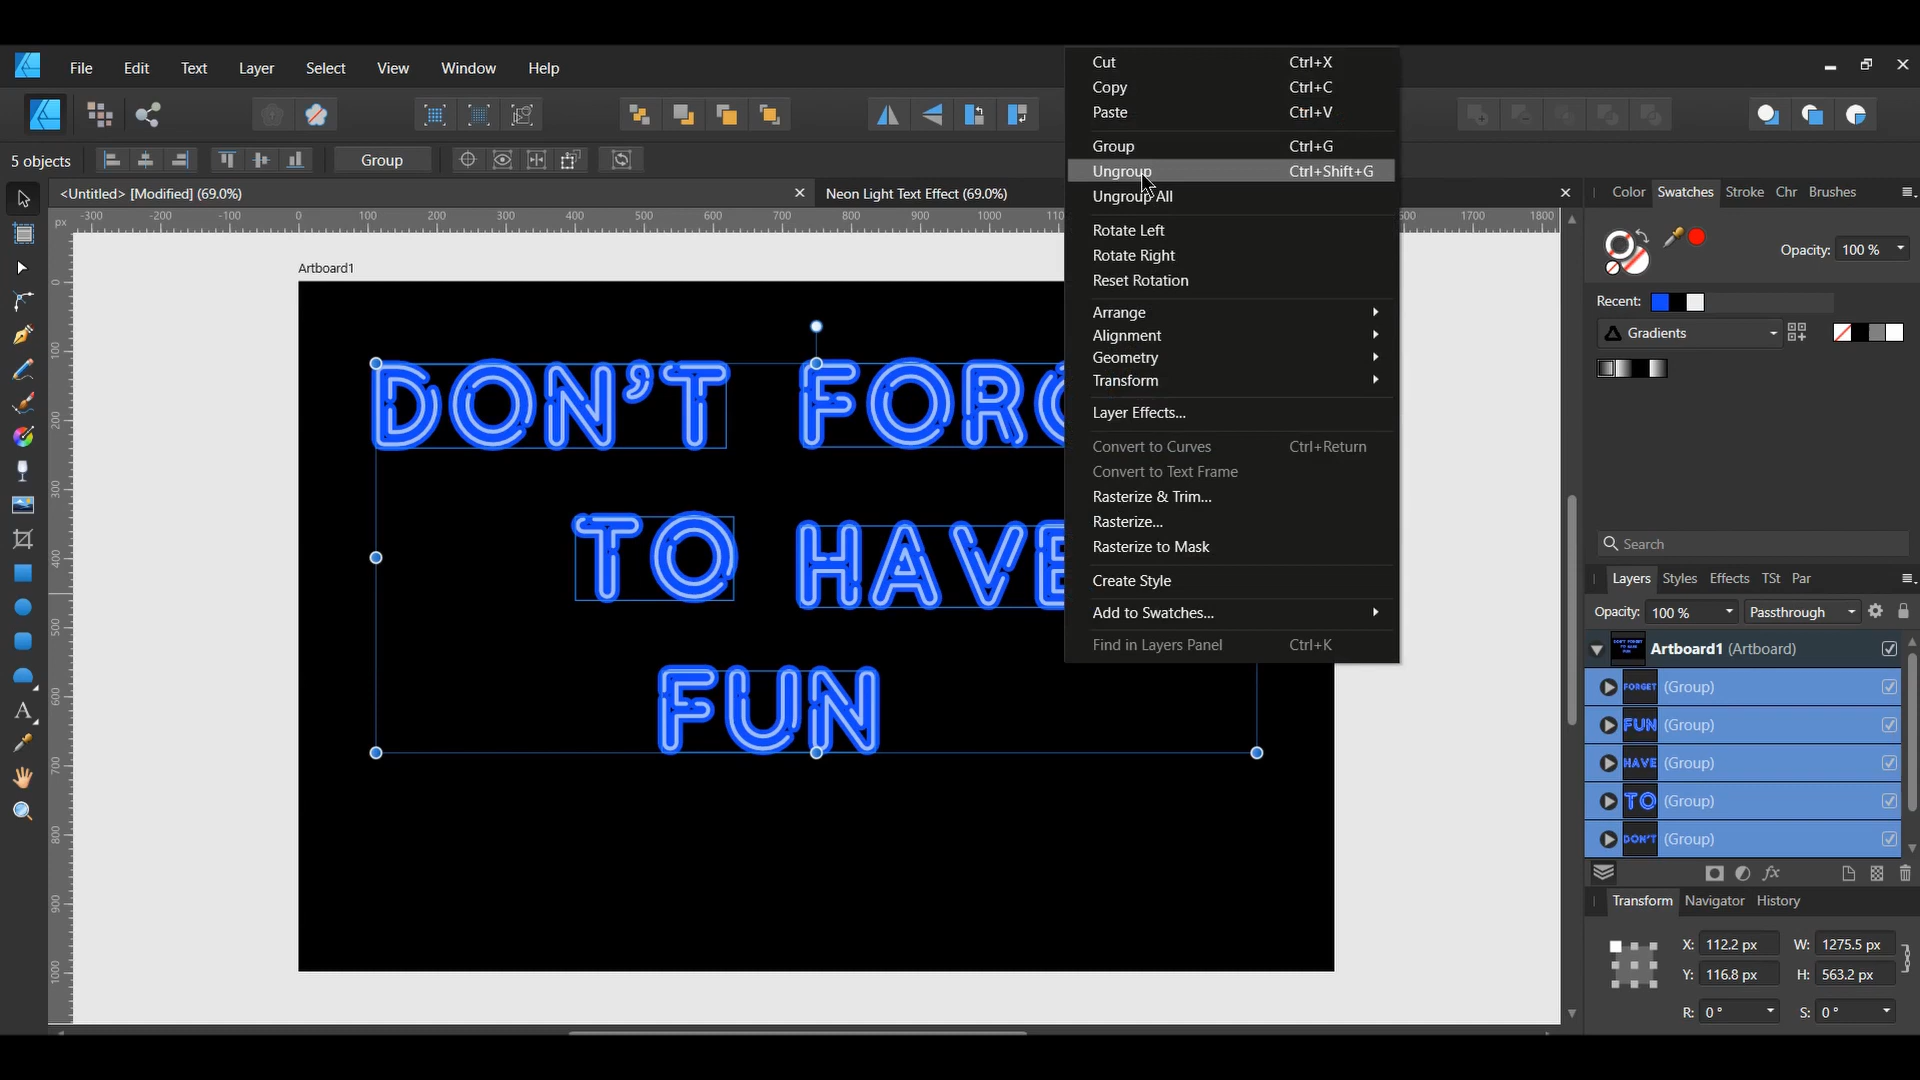 File Edit Text Layer Select View Window Help
5 objects Group
<Untitled> [Modified] (69.0%)
Neon Light Text Effect (69.0%)
px -300 -200 -100 0 100 200 300 400 500 600 700 800 900 1000 1700 1800
0 100 200 300 400 500 600 700 800 900 1000
Artboard1
DON'T
TO HAVE
FUN
Cut Ctrl+X
Copy Ctrl+C
Paste Ctrl+V
Group Ctrl+G
Ungroup Ctrl+Shift+G
Ungroup All
Rotate Left
Rotate Right
Reset Rotation
Arrange
Alignment
Geometry
Transform
Layer Effects...
Convert to Curves Ctrl+Return
Convert to Text Frame
Rasterize & Trim...
Rasterize...
Rasterize to Mask
Create Style
Add to Swatches...
Find in Layers Panel Ctrl+K
Color Swatches Stroke Chr Brushes
Opacity: 100 %
Recent:
Gradients
Search
Layers Styles Effects TSt Par
Opacity: 100 % Passthrough
Artboard1 (Artboard)
FORGET (Group)
FUN (Group)
HAVE (Group)
TO (Group)
DON'T (Group)
fx
Transform Navigator History
X: 112.2 px W: 1275.5 px
Y: 116.8 px H: 563.2 px
R: 0° S: 0°